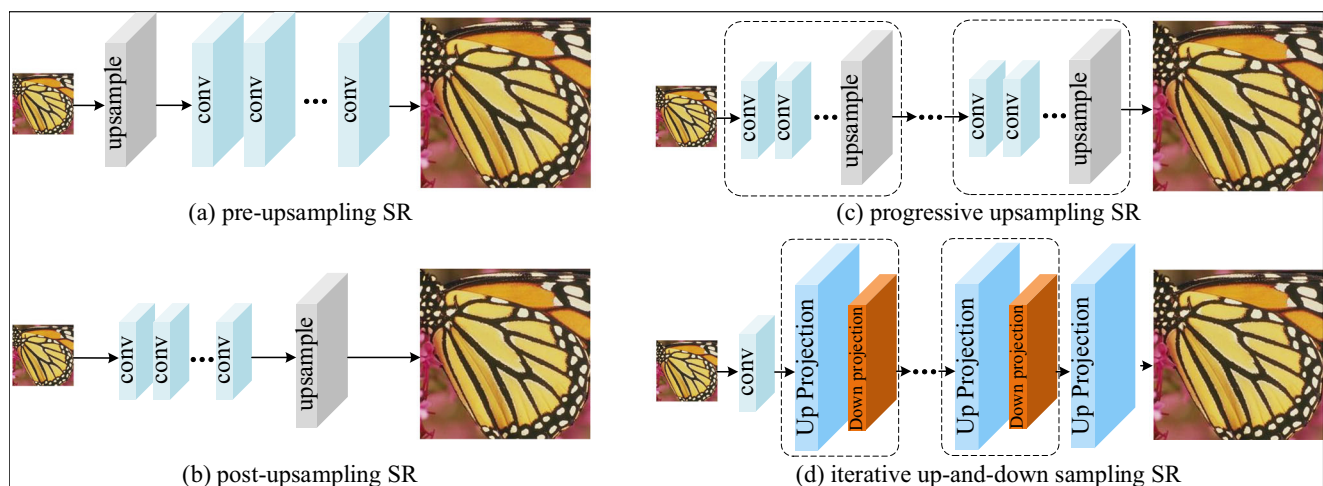 upsample
conv
conv
conv
(a) pre-upsampling SR
conv
conv
conv
upsample
(b) post-upsampling SR
conv
conv
upsample
conv
conv
upsample
(c) progressive upsampling SR
conv
Up Projection
Down projection
Up Projection
Down projection
Up Projection
(d) iterative up-and-down sampling SR